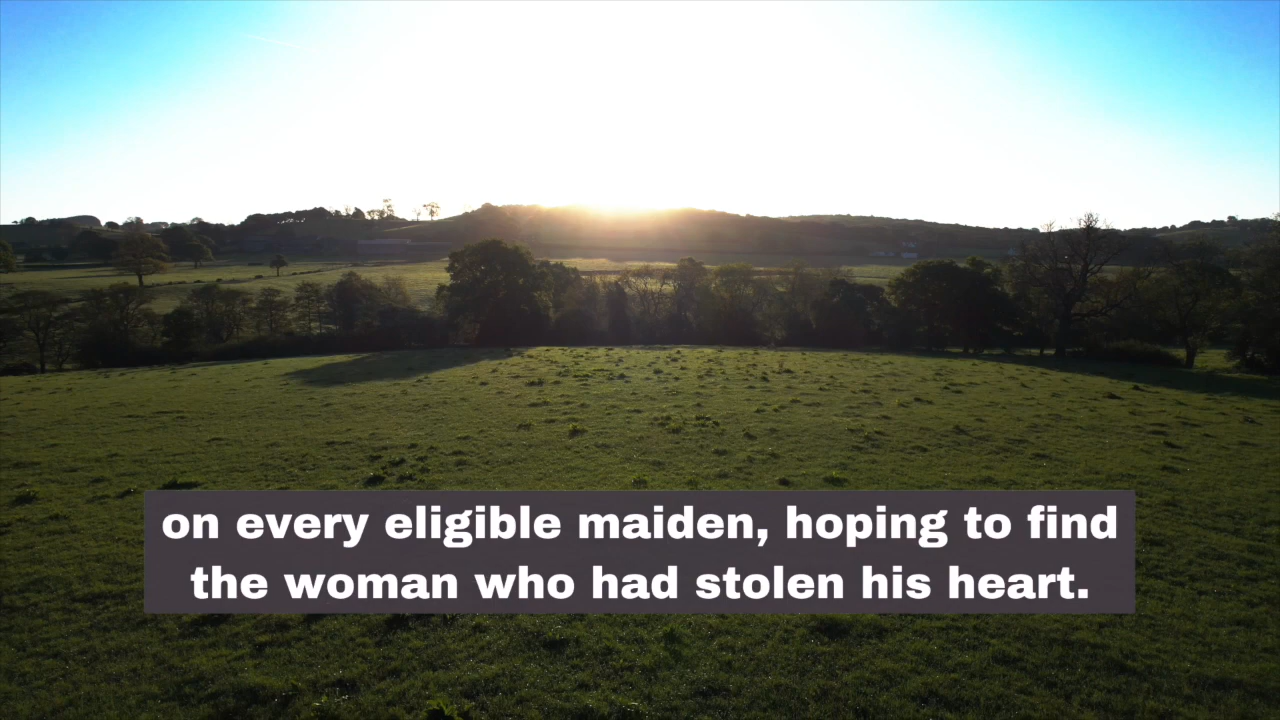 on every eligible maiden, hoping to find
the woman who had stolen his heart.